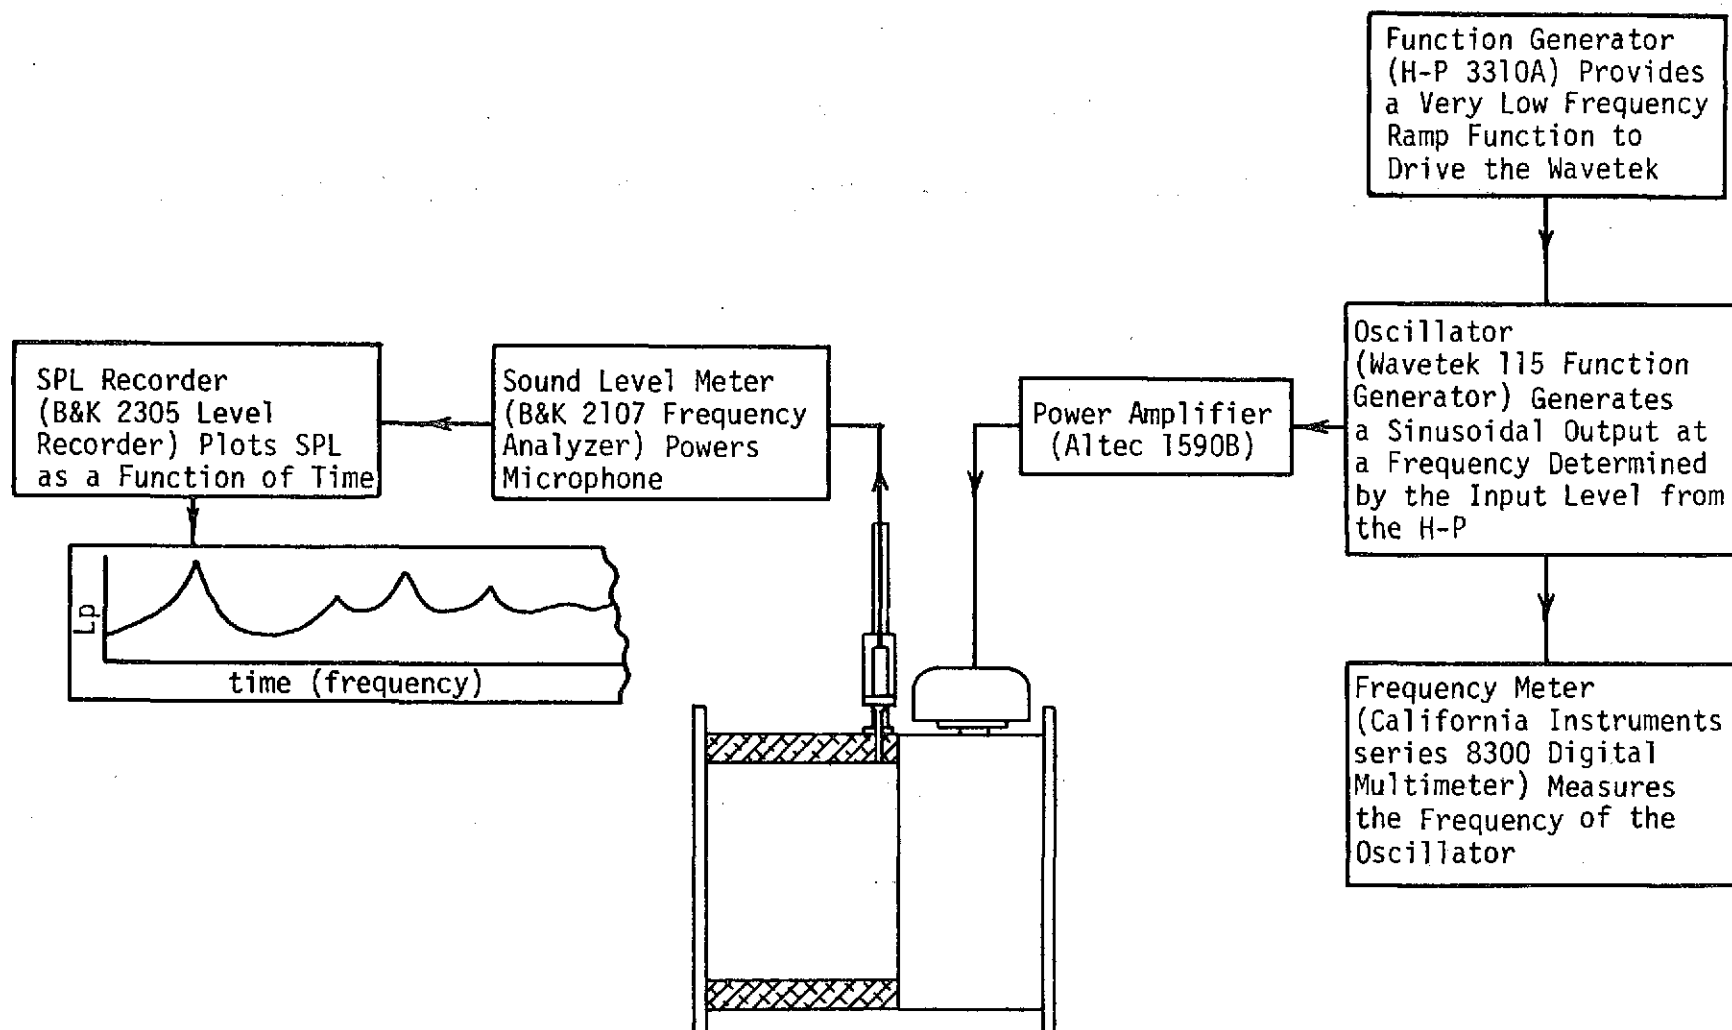 Function Generator
(H-P 3310A) Provides
a Very Low Frequency
Ramp Function to
Drive the Wavetek
Oscillator
(Wavetek 115 Function
Generator) Generates
a Sinusoidal Output at
a Frequency Determined
by the Input Level from
the H-P
Power Amplifier
(Altec 1590B)
Sound Level Meter
(B&K 2107 Frequency
Analyzer) Powers
Microphone
SPL Recorder
(B&K 2305 Level
Recorder) Plots SPL
as a Function of Time
Lp
time (frequency)
Frequency Meter
(California Instruments
series 8300 Digital
Multimeter) Measures
the Frequency of the
Oscillator